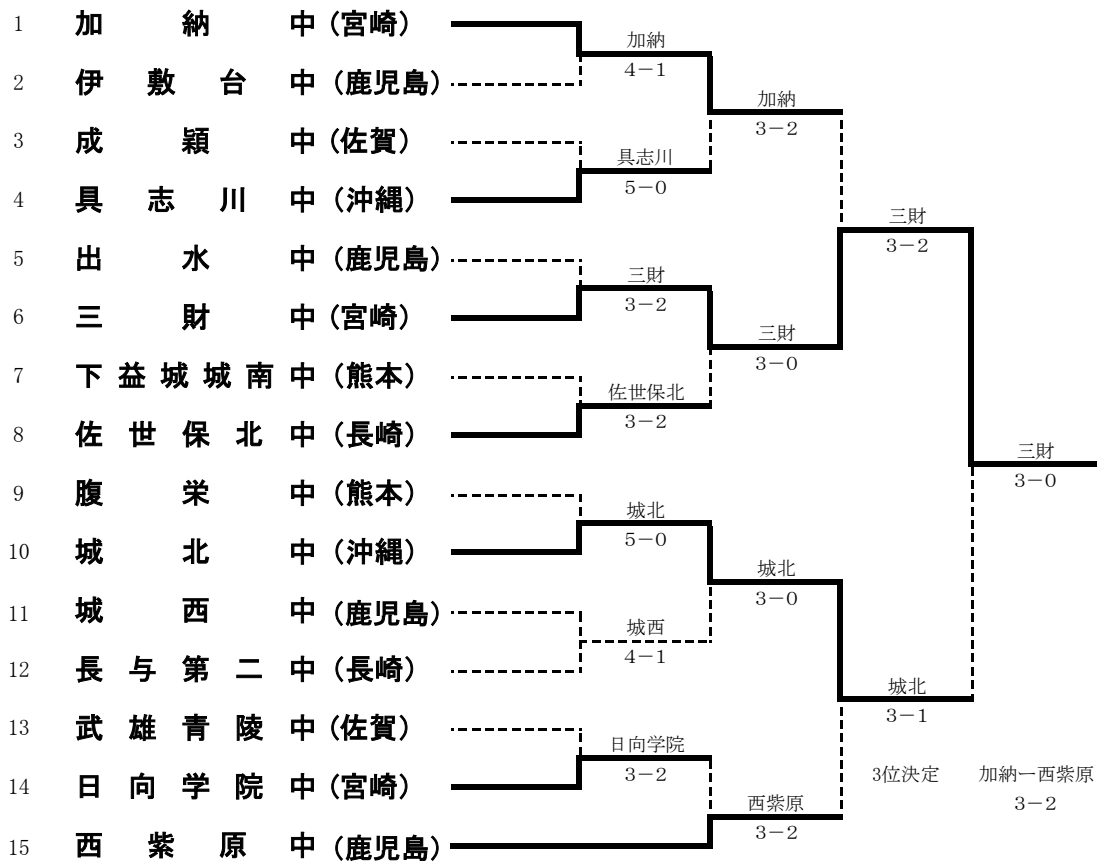 1 加納中（宮崎）
2 伊敷台中（鹿児島）
3 成穎中（佐賀）
4 具志川中（沖縄）
5 出水中（鹿児島）
6 三財中（宮崎）
7 下益城城南中（熊本）
8 佐世保北中（長崎）
9 腹栄中（熊本）
10 城北中（沖縄）
11 城西中（鹿児島）
12 長与第二中（長崎）
13 武雄青陵中（佐賀）
14 日向学院中（宮崎）
15 西紫原中（鹿児島）
加納
4－1
具志川
5－0
三財
3－2
佐世保北
3－2
城北
5－0
城西
4－1
日向学院
3－2
加納
3－2
三財
3－0
城北
3－0
西紫原
3－2
三財
3－2
城北
3－1
三財
3－0
3位決定 加納ー西紫原
3－2